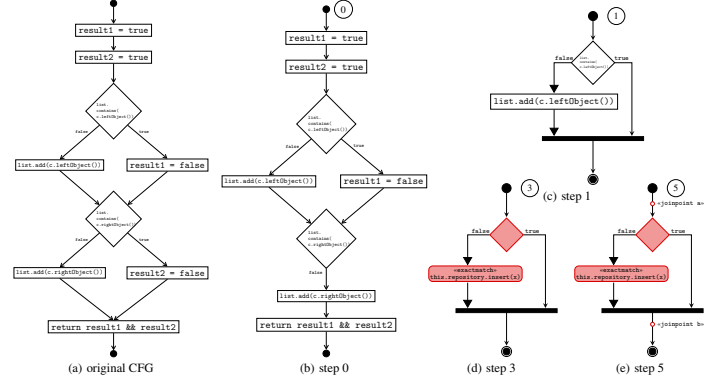 result1 = true
result2 = true
list.
contains(
c.leftObject())
false
true
list.add(c.leftObject())
result1 = false
list.
contains(
c.rightObject())
false
true
list.add(c.rightObject())
result2 = false
return result1 && result2
(a) original CFG
0
result1 = true
result2 = true
list.
contains(
c.leftObject())
false
true
list.add(c.leftObject())
result1 = false
list.
contains(
c.rightObject())
false
list.add(c.rightObject())
return result1 && result2
(b) step 0
1
false
true
list.
contains(
c.leftObject())
list.add(c.leftObject())
(c) step 1
3
false
true
«exactmatch»
this.repository.insert(x)
(d) step 3
5
«joinpoint a»
false
true
«exactmatch»
this.repository.insert(x)
«joinpoint b»
(e) step 5